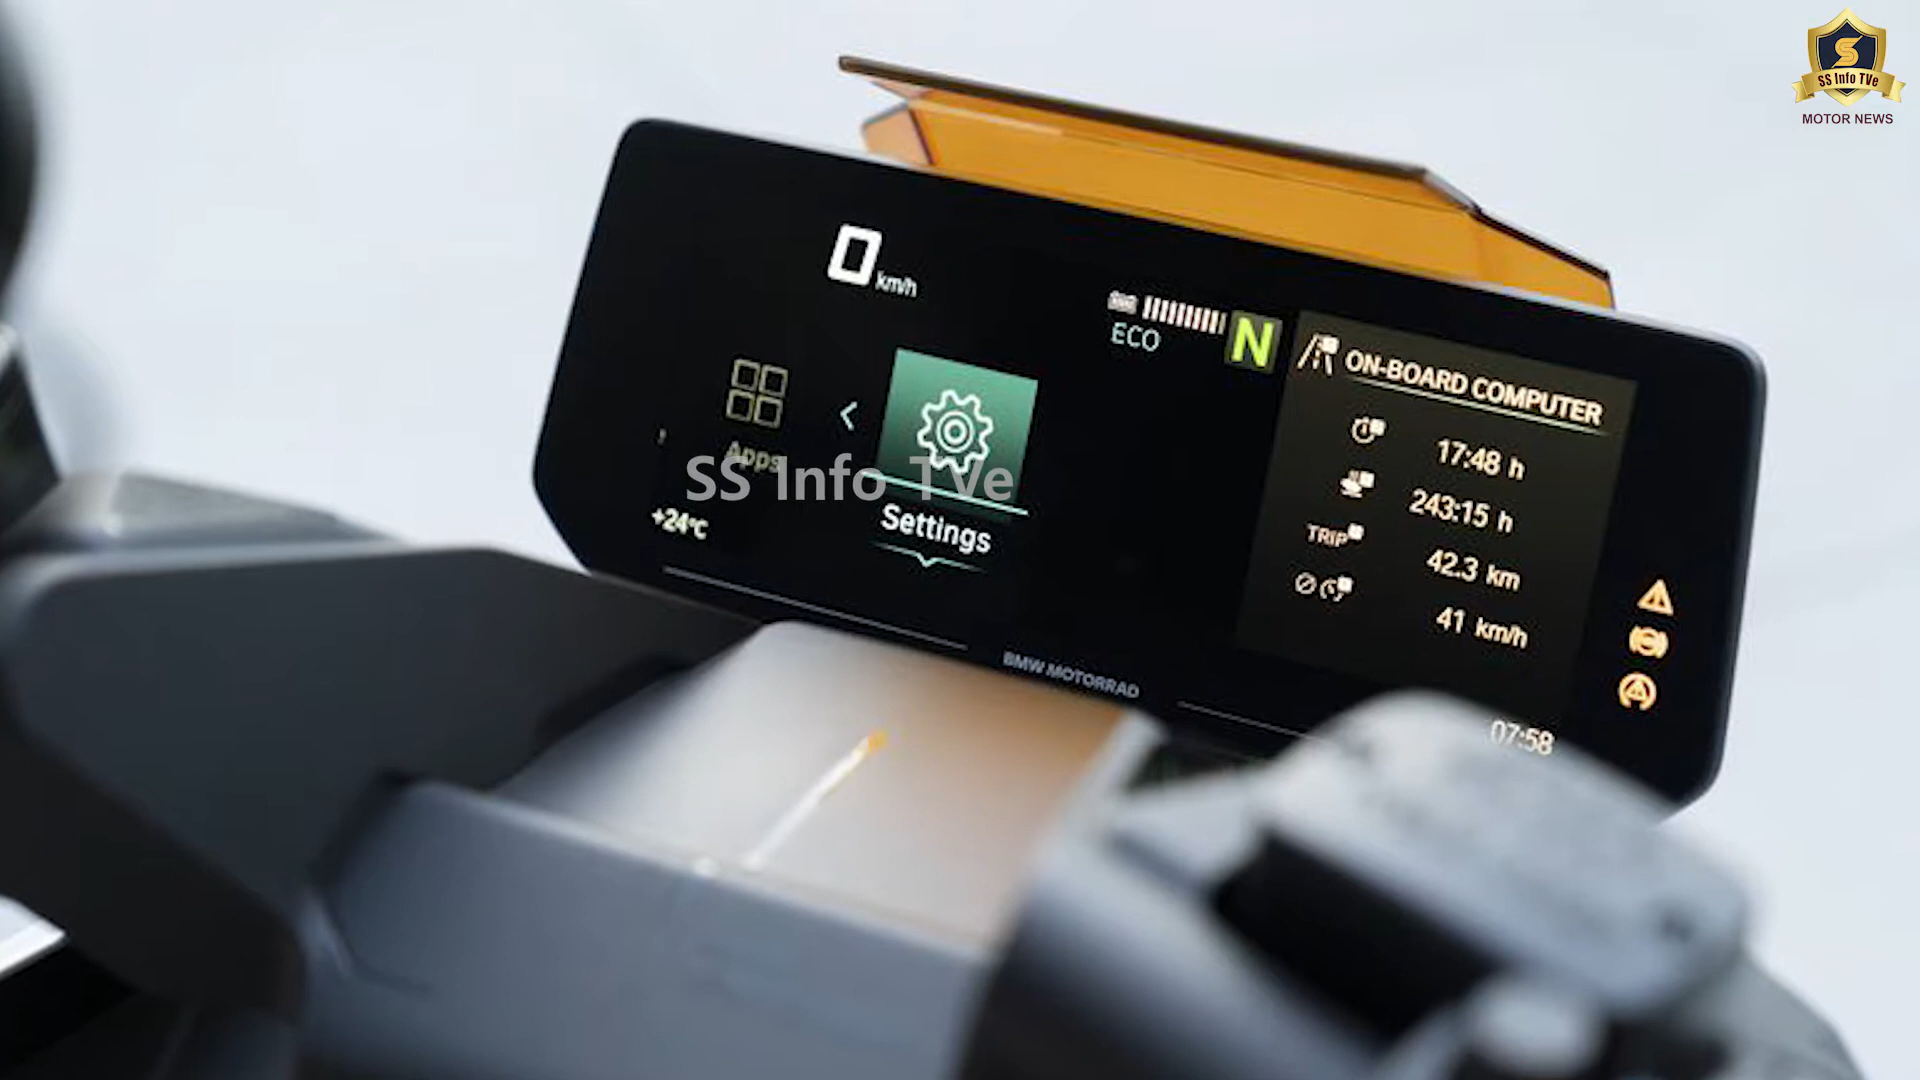 SS Info TVe
MOTOR NEWS
0 km/h
ECO
N
ON-BOARD COMPUTER
17:48 h
243:15 h
TRIP
42.3 km
41 km/h
Apps
SS Info TVe
Settings
+24°C
BMW MOTORRAD
07:58